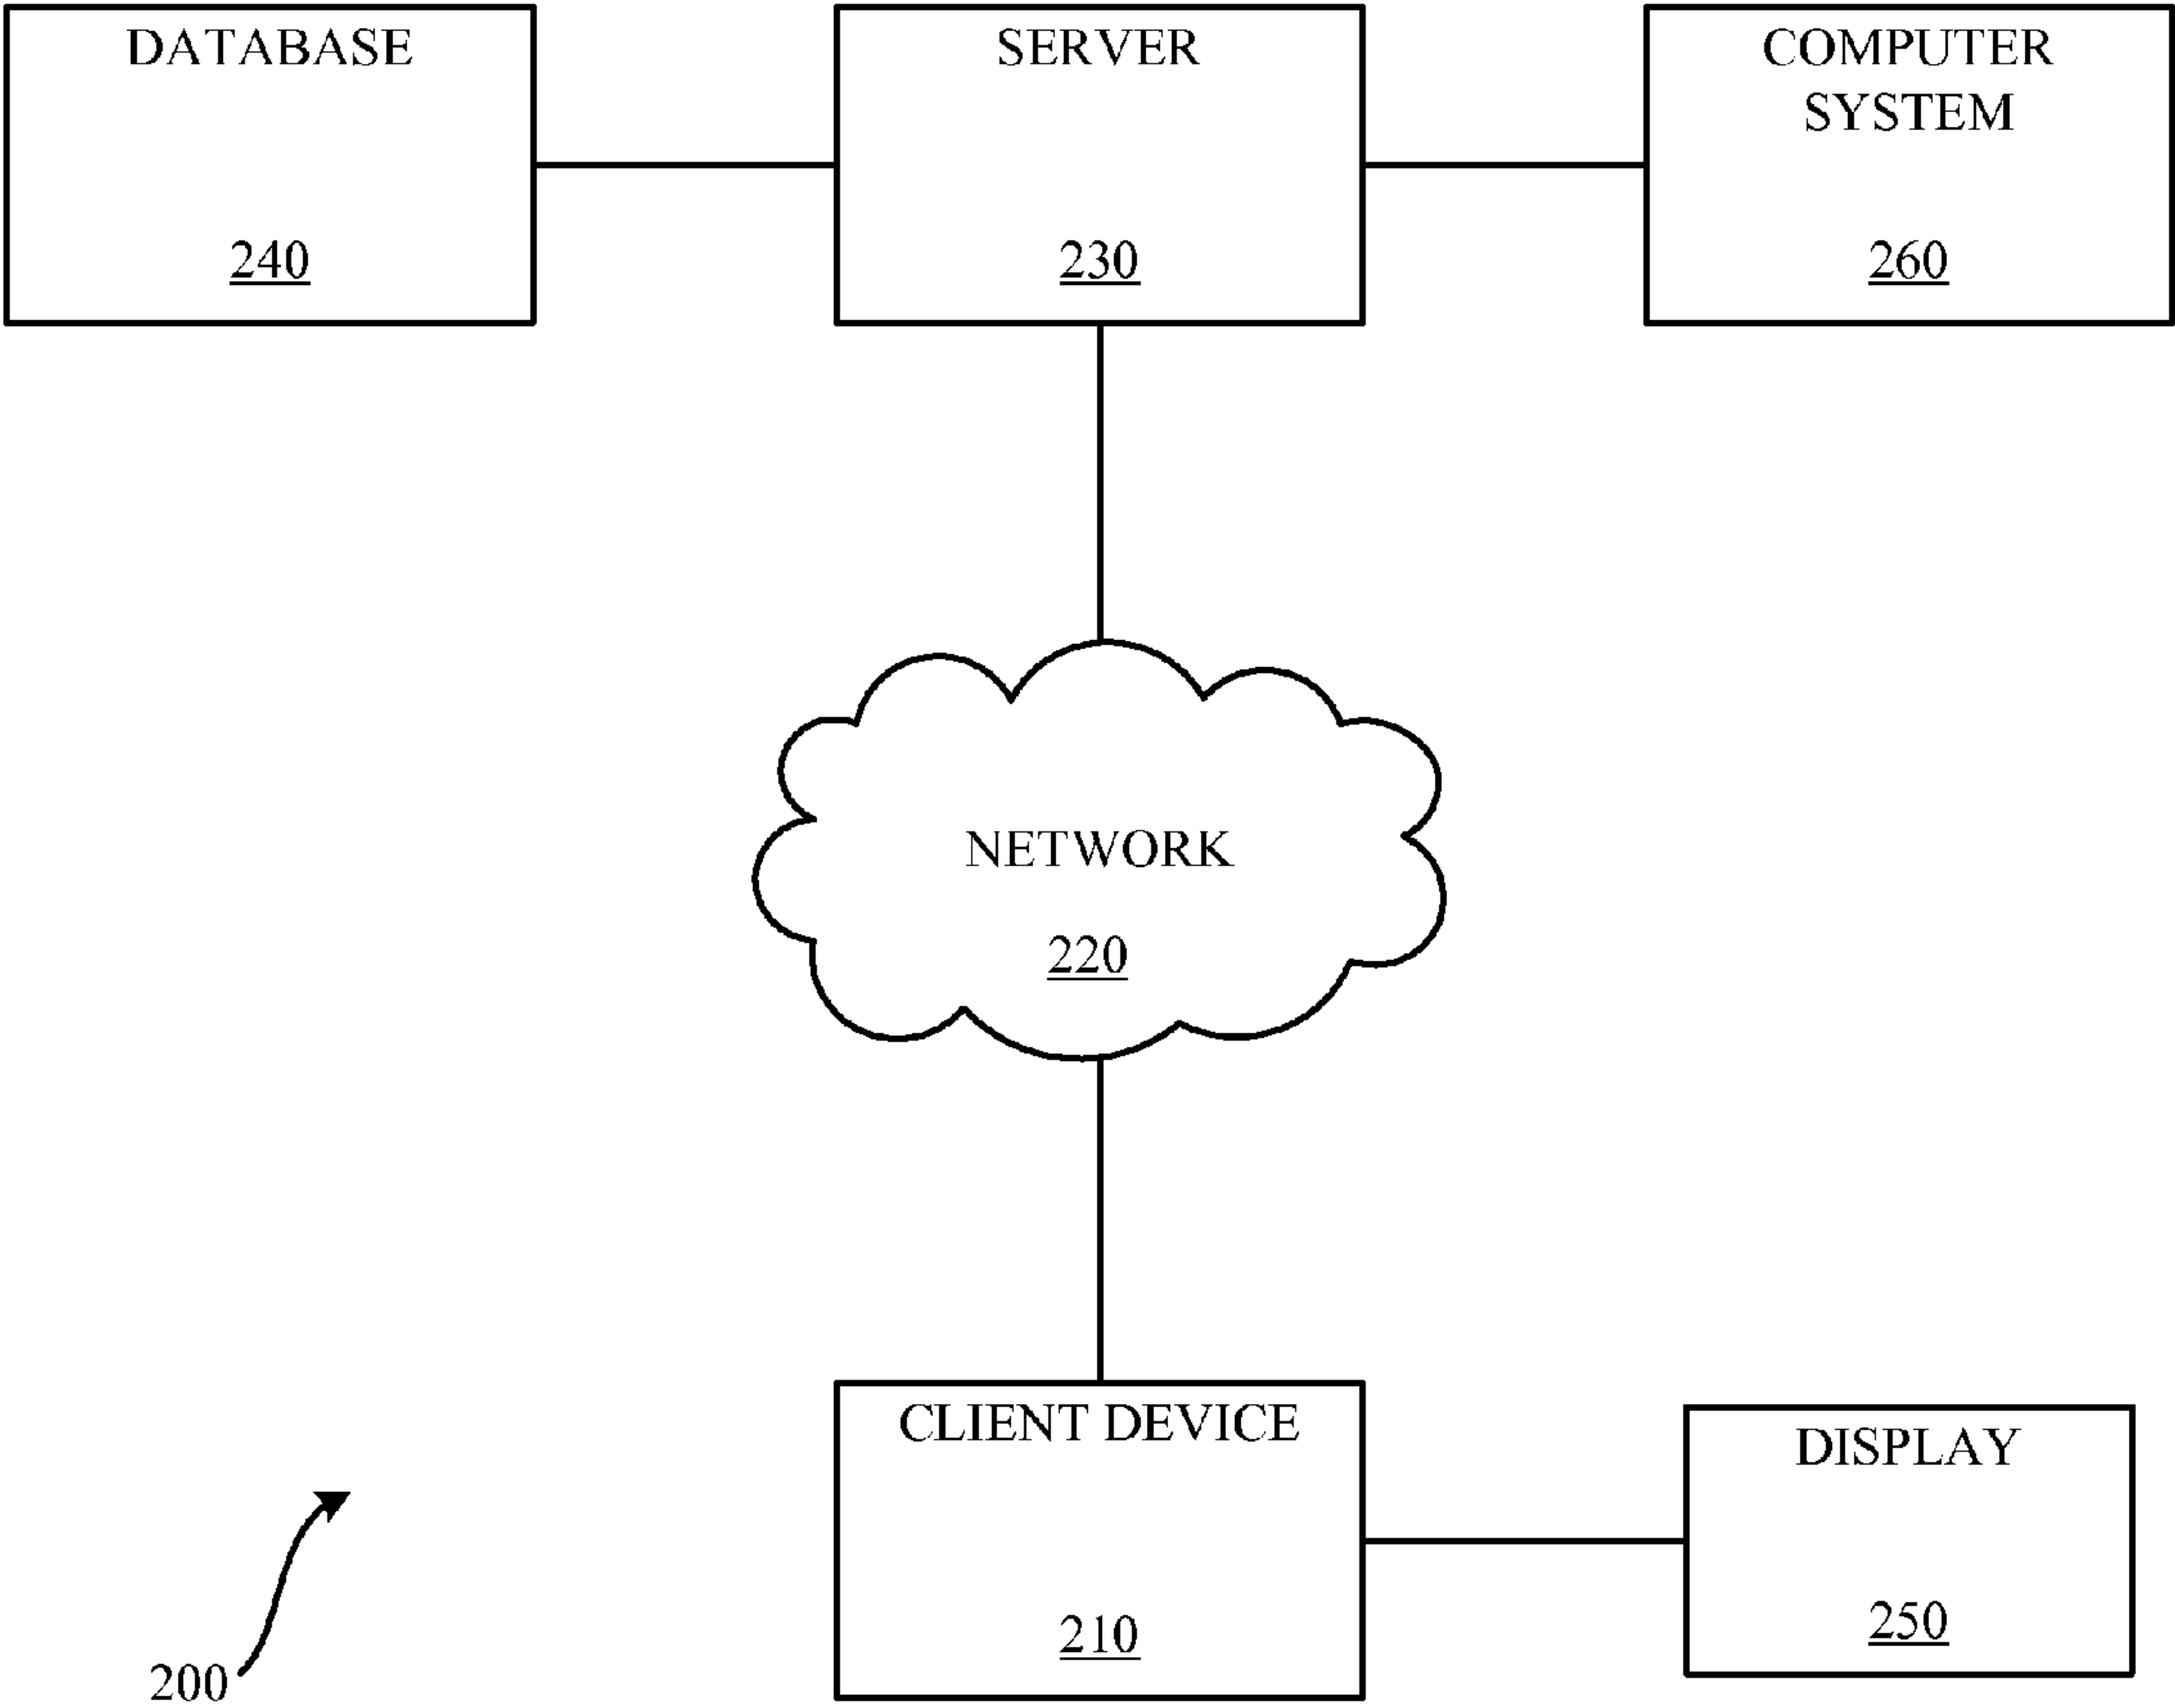 DATABASE
240
SERVER
230
COMPUTER
SYSTEM
260
NETWORK
220
CLIENT DEVICE
210
DISPLAY
250
200